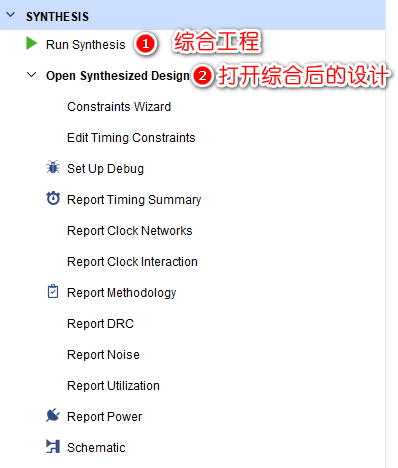 SYNTHESIS
Run Synthesis 1 综合工程
Open Synthesized Design 2 打开综合后的设计
Constraints Wizard
Edit Timing Constraints
Set Up Debug
Report Timing Summary
Report Clock Networks
Report Clock Interaction
Report Methodology
Report DRC
Report Noise
Report Utilization
Report Power
Schematic